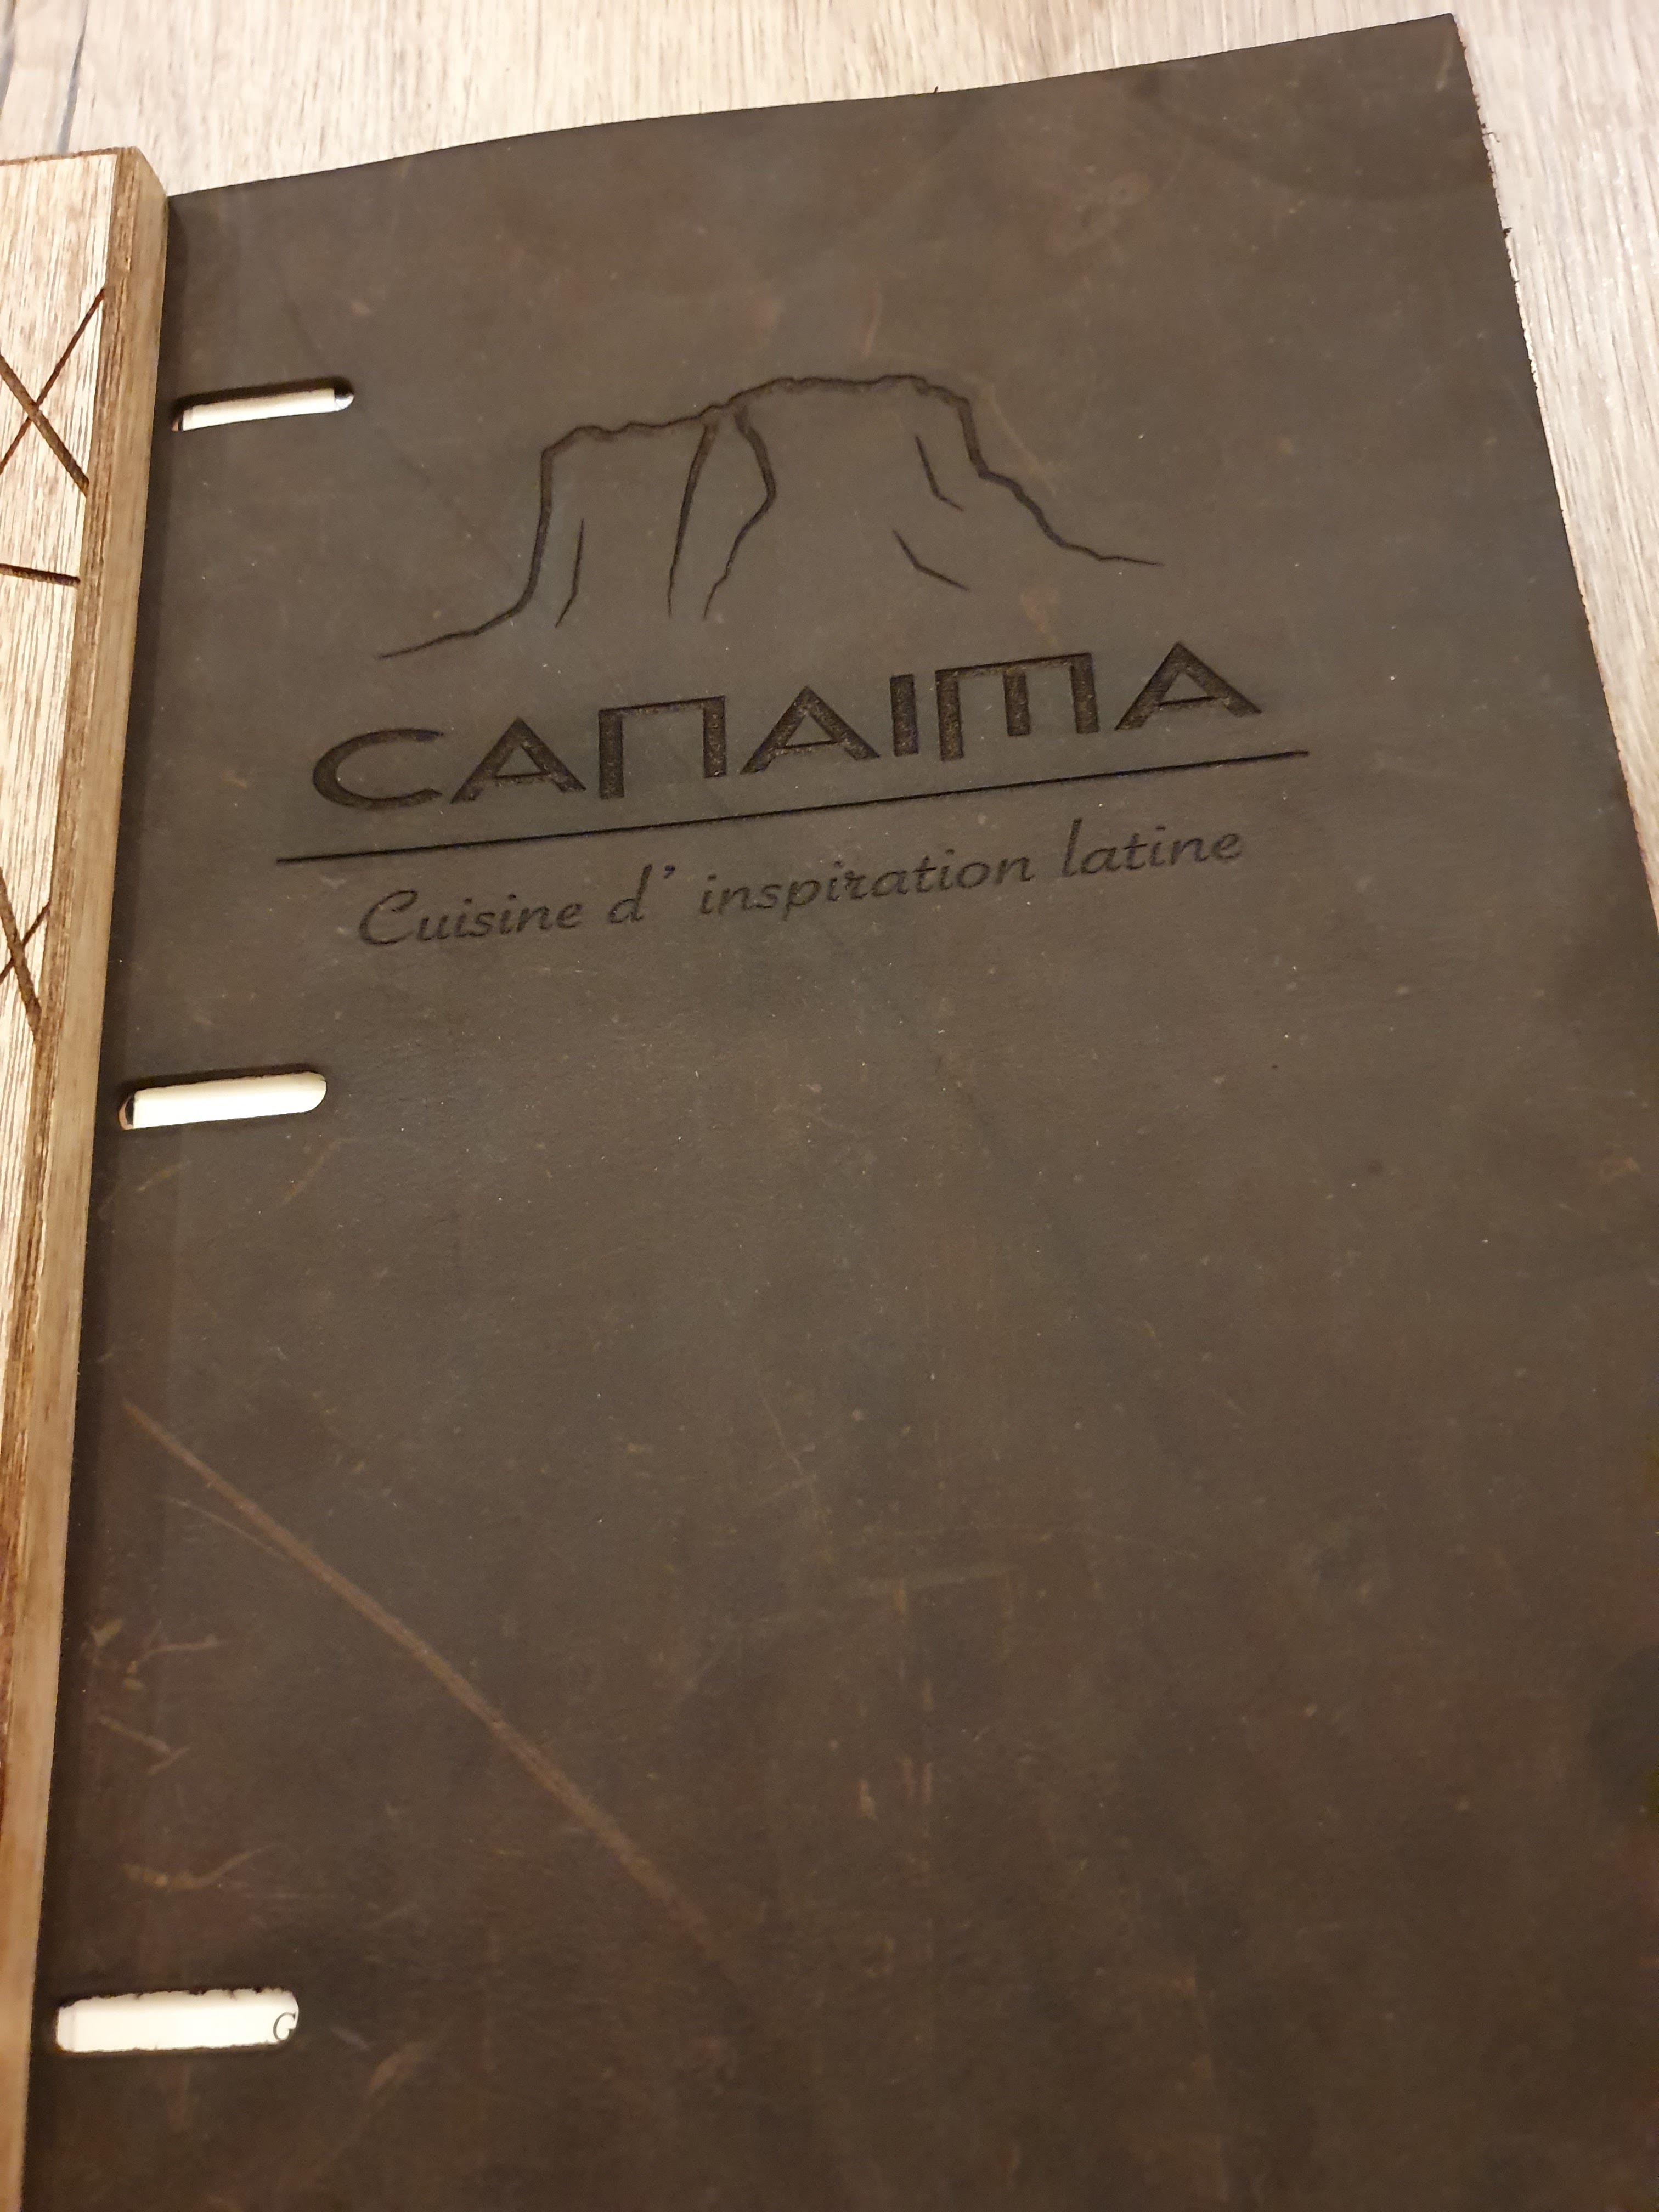 CANAIMA
Cuisine d' inspiration latine
G